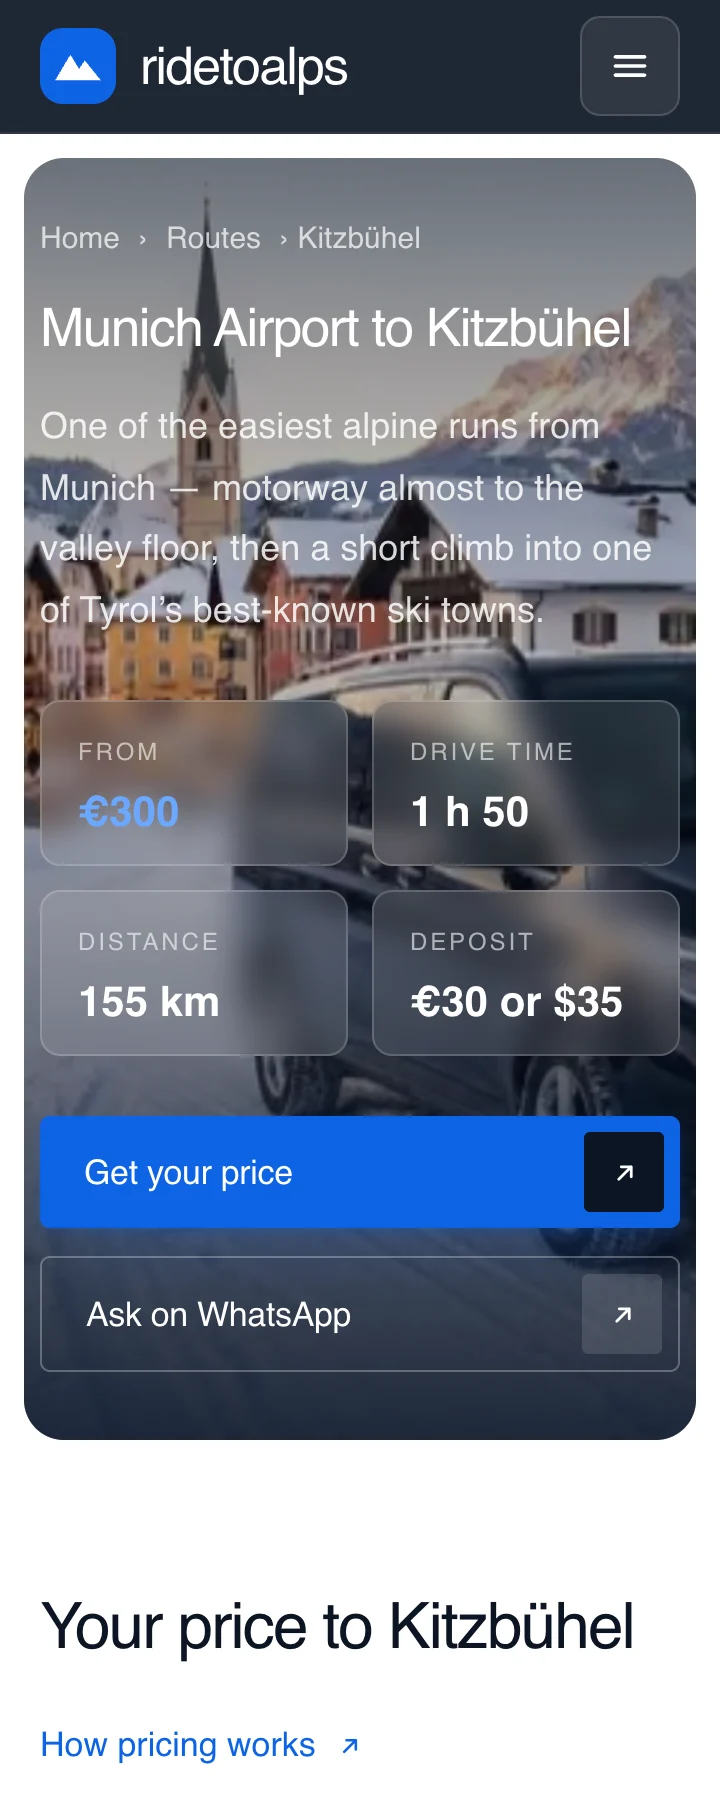 ridetoalps
Home › Routes › Kitzbühel
Munich Airport to Kitzbühel
One of the easiest alpine runs from
Munich — motorway almost to the
valley floor, then a short climb into one
of Tyrol’s best-known ski towns.
FROM
€300
DRIVE TIME
1 h 50
DISTANCE
155 km
DEPOSIT
€30 or $35
Get your price
Ask on WhatsApp
Your price to Kitzbühel
How pricing works